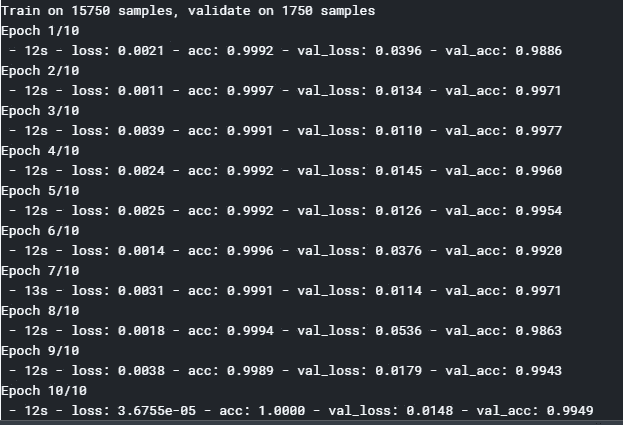 Train on 15750 samples, validate on 1750 samples
Epoch 1/10
 - 12s - loss: 0.0021 - acc: 0.9992 - val_loss: 0.0396 - val_acc: 0.9886
Epoch 2/10
 - 12s - loss: 0.0011 - acc: 0.9997 - val_loss: 0.0134 - val_acc: 0.9971
Epoch 3/10
 - 12s - loss: 0.0039 - acc: 0.9991 - val_loss: 0.0110 - val_acc: 0.9977
Epoch 4/10
 - 12s - loss: 0.0024 - acc: 0.9992 - val_loss: 0.0145 - val_acc: 0.9960
Epoch 5/10
 - 12s - loss: 0.0025 - acc: 0.9992 - val_loss: 0.0126 - val_acc: 0.9954
Epoch 6/10
 - 12s - loss: 0.0014 - acc: 0.9996 - val_loss: 0.0376 - val_acc: 0.9920
Epoch 7/10
 - 13s - loss: 0.0031 - acc: 0.9991 - val_loss: 0.0114 - val_acc: 0.9971
Epoch 8/10
 - 12s - loss: 0.0018 - acc: 0.9994 - val_loss: 0.0536 - val_acc: 0.9863
Epoch 9/10
 - 12s - loss: 0.0038 - acc: 0.9989 - val_loss: 0.0179 - val_acc: 0.9943
Epoch 10/10
 - 12s - loss: 3.6755e-05 - acc: 1.0000 - val_loss: 0.0148 - val_acc: 0.9949